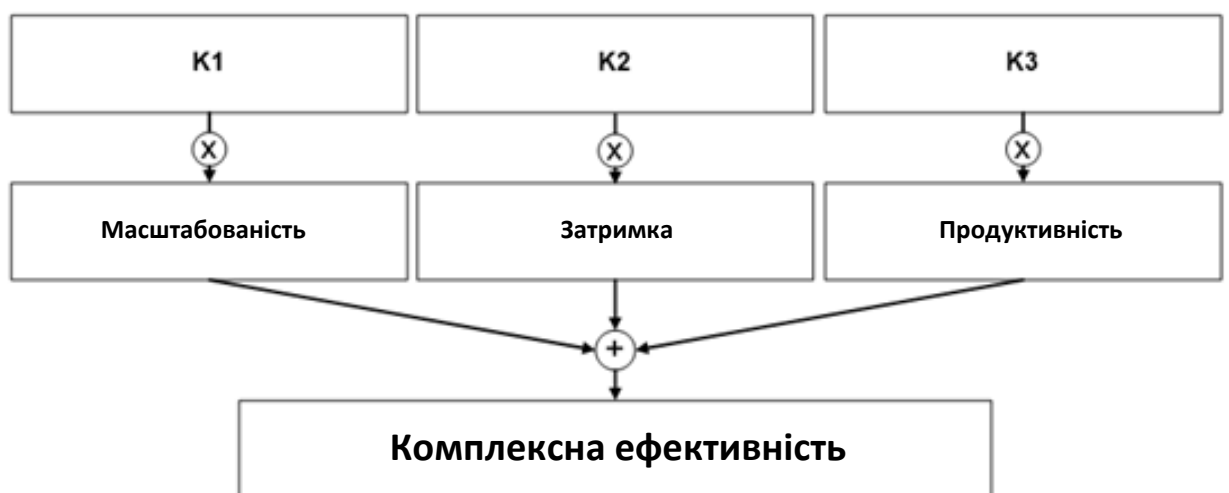 K1
K2
K3
X
X
X
Масштабованість
Затримка
Продуктивність
+
Комплексна ефективність